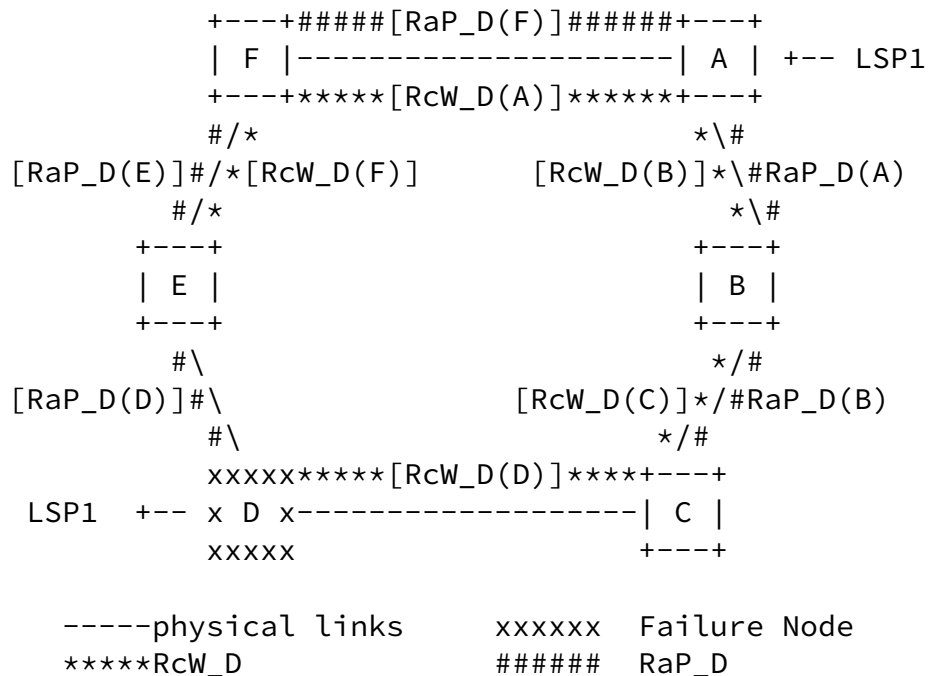 +---+#####[RaP_D(F)]######+---+
| F |----------------------| A | +-- LSP1
+---+*****[RcW_D(A)]******+---+
#/* *\#
[RaP_D(E)]#/*[RcW_D(F)] [RcW_D(B)]*\#RaP_D(A)
#/* *\#
+---+ +---+
| E | | B |
+---+ +---+
#\ */#
[RaP_D(D)]#\ [RcW_D(C)]*/#RaP_D(B)
#\ */#
xxxxx*****[RcW_D(D)]****+---+
LSP1 +-- x D x--------------------| C |
xxxxx +---+
-----physical links xxxxxx Failure Node
*****RcW_D ###### RaP_D